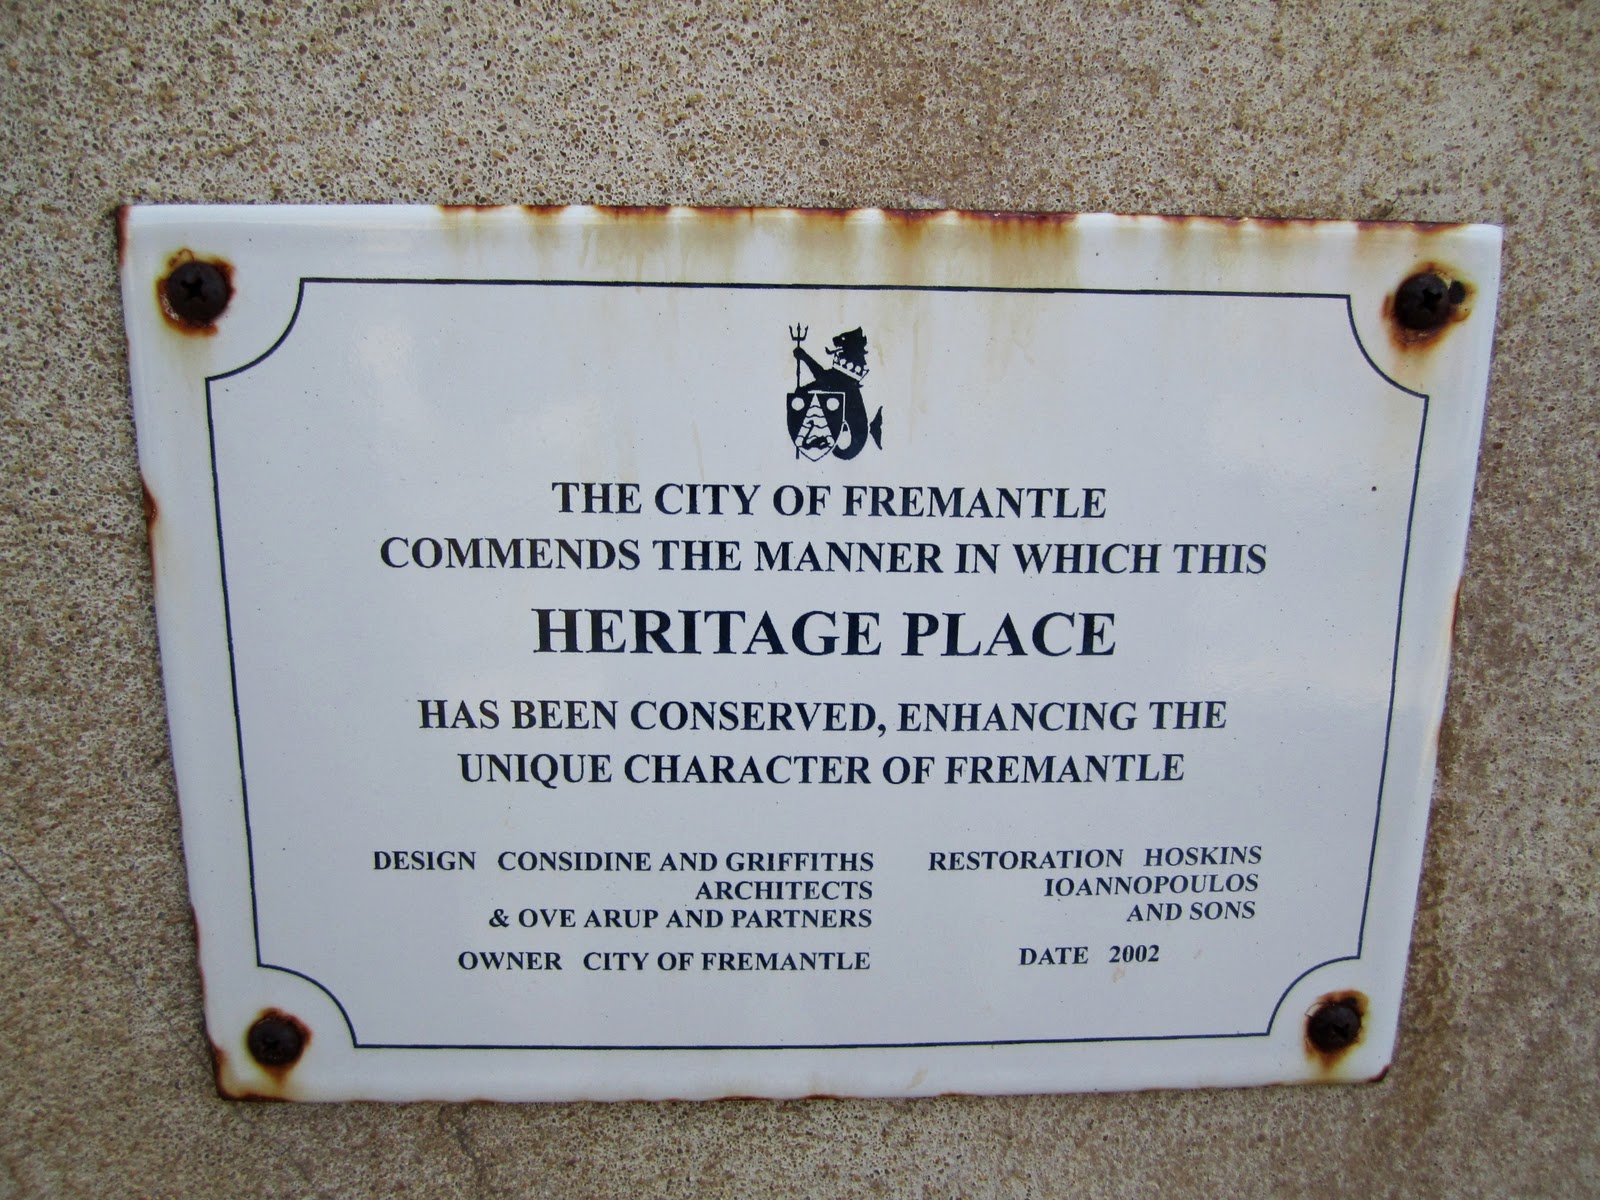 THE CITY OF FREMANTLE
COMMENDS THE MANNER IN WHICH THIS
HERITAGE PLACE
HAS BEEN CONSERVED, ENHANCING THE
UNIQUE CHARACTER OF FREMANTLE
DESIGN CONSIDINE AND GRIFFITHS
ARCHITECTS
& OVE ARUP AND PARTNERS
OWNER CITY OF FREMANTLE
RESTORATION HOSKINS
IOANNOPOULOS
AND SONS
DATE 2002